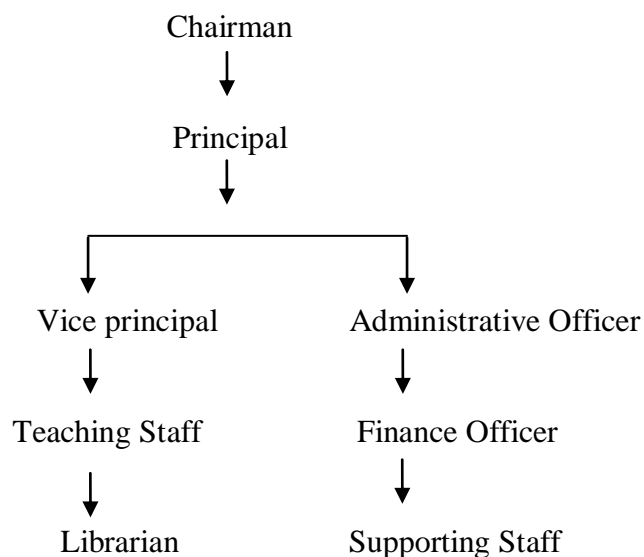 Chairman
Principal
Vice principal
Administrative Officer
Teaching Staff
Finance Officer
Librarian
Supporting Staff